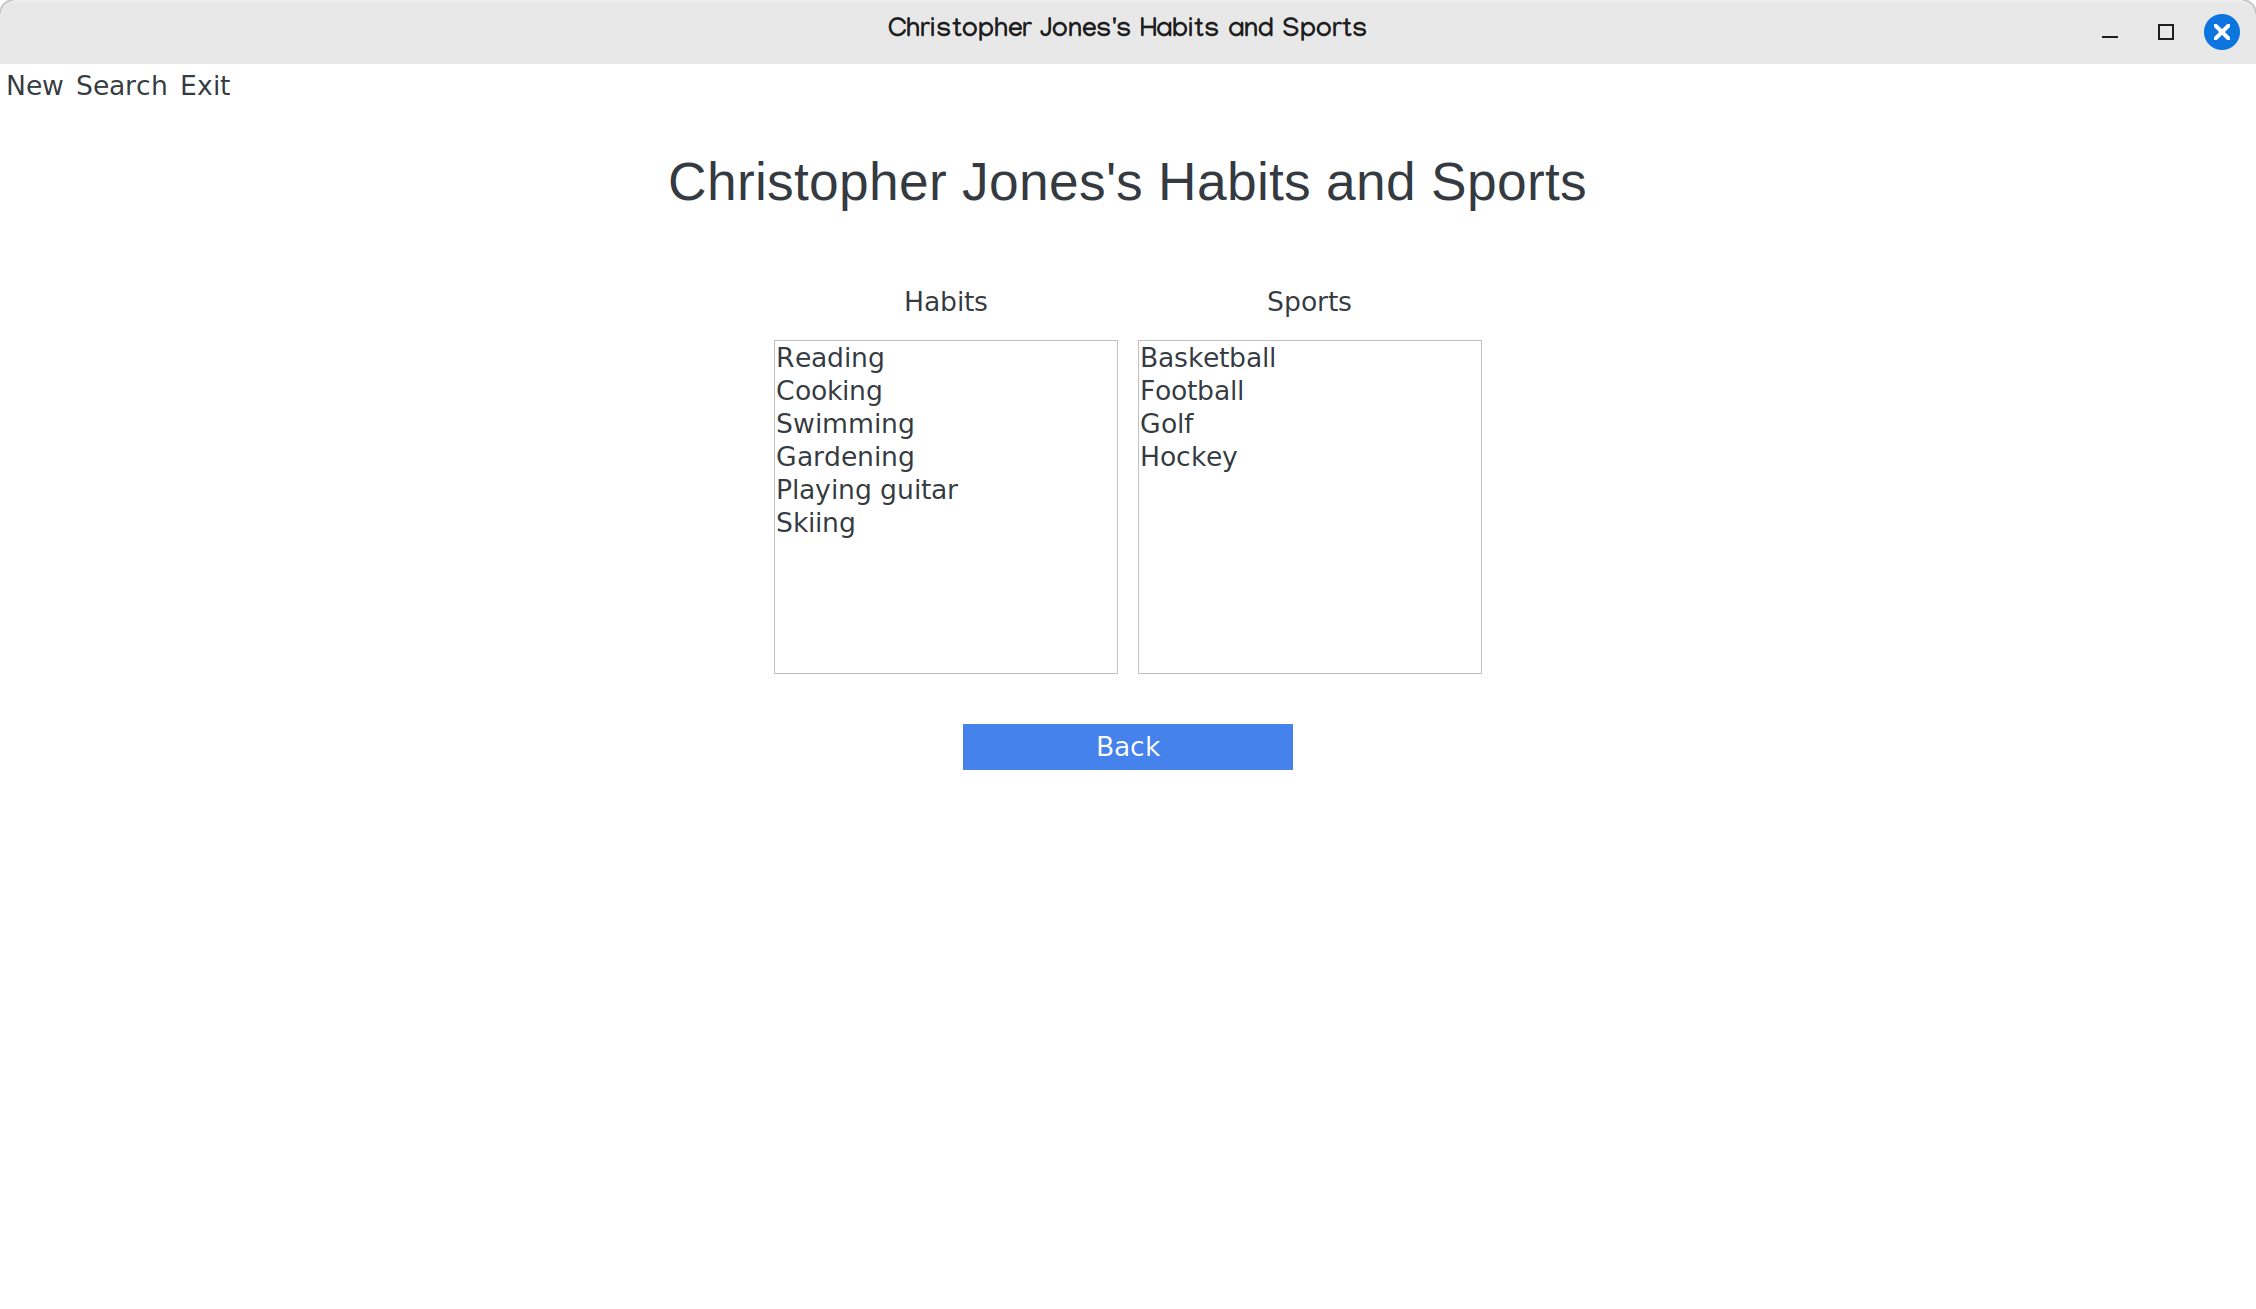 Christopher Jones's Habits and Sports
New Search Exit
Christopher Jones's Habits and Sports
Habits
Reading
Cooking
Swimming
Gardening
Playing guitar
Skiing
Sports
Basketball
Football
Golf
Hockey
Back